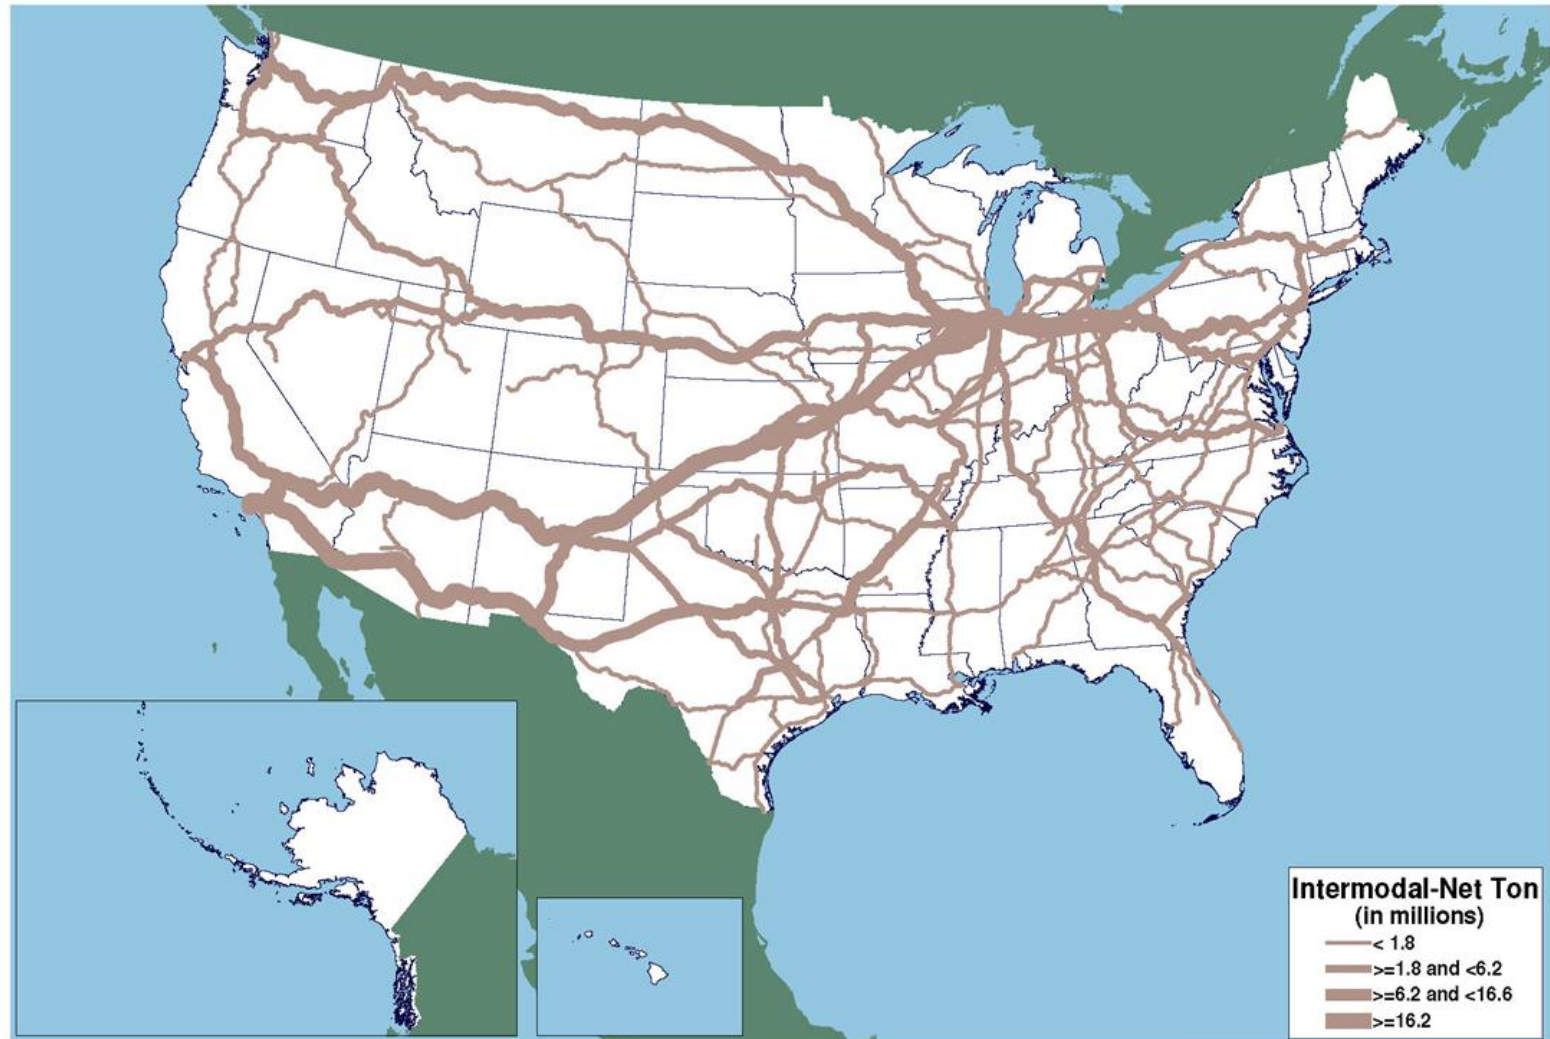 Intermodal-Net Ton
(in millions)
< 1.8
>=1.8 and <6.2
>=6.2 and <16.6
>=16.2